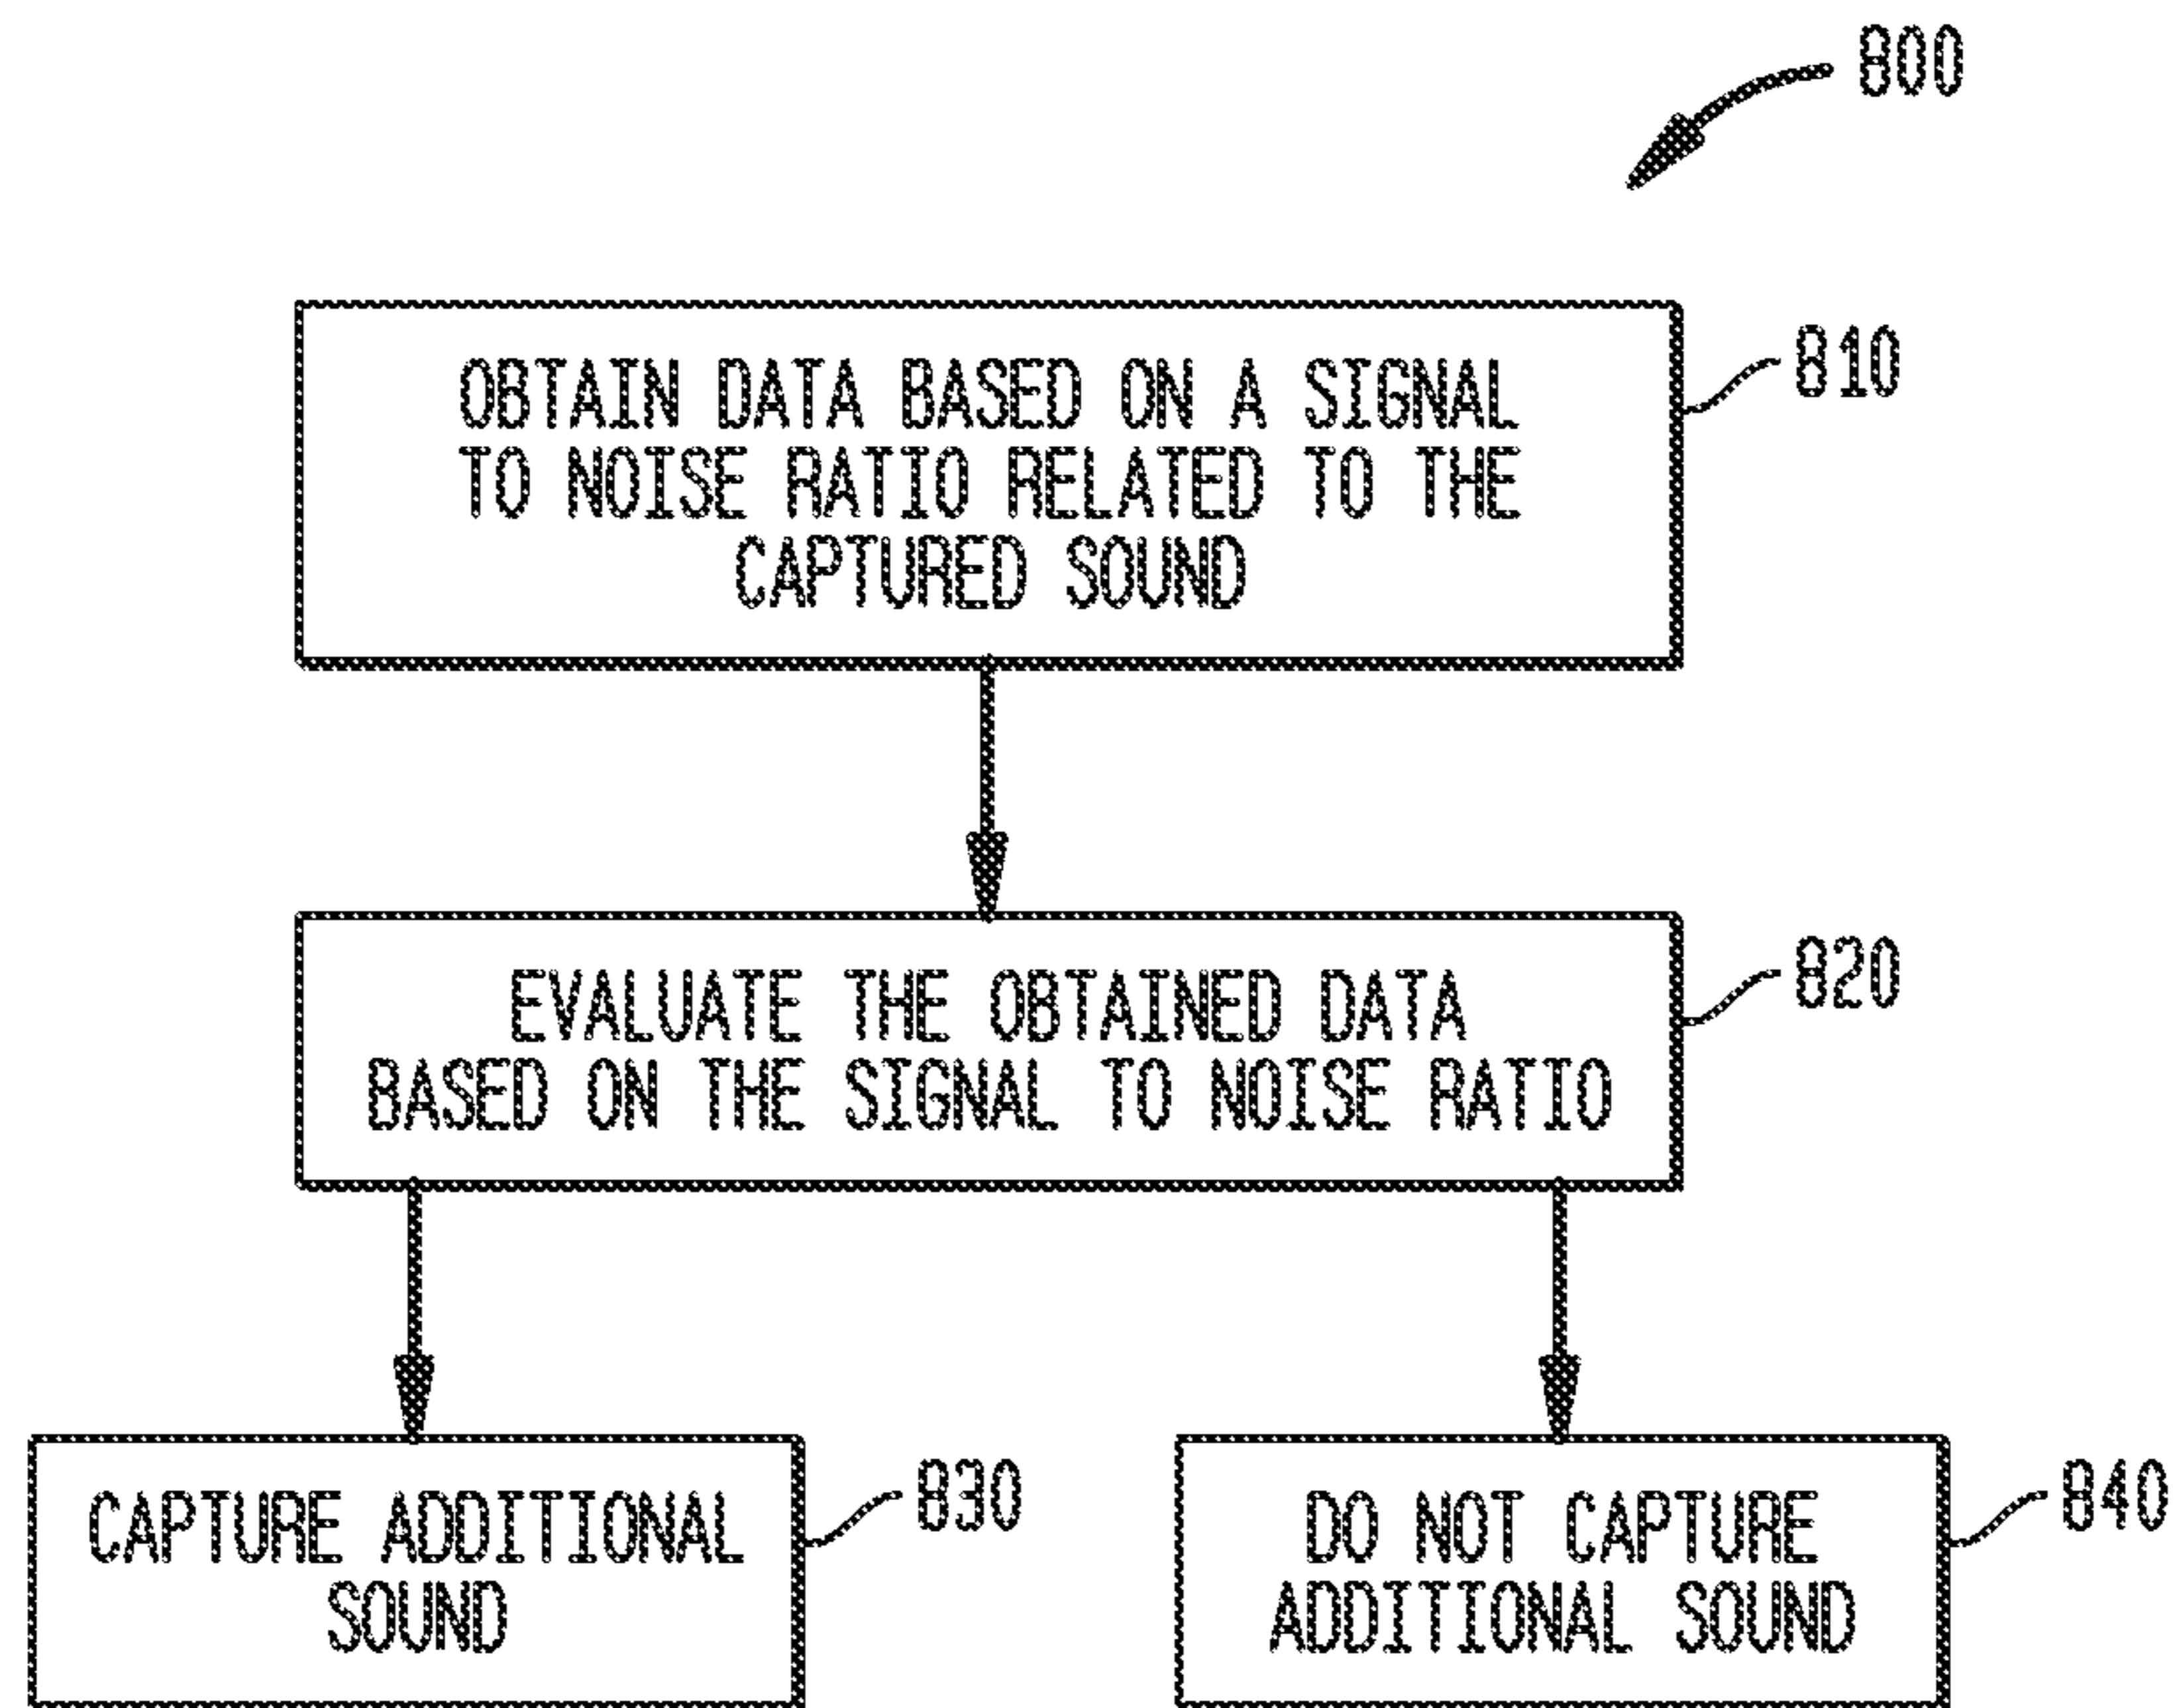 800
OBTAIN DATA BASED ON A SIGNAL
TO NOISE RATIO RELATED TO THE
CAPTURED SOUND
810
EVALUATE THE OBTAINED DATA
BASED ON THE SIGNAL TO NOISE RATIO
820
CAPTURE ADDITIONAL
SOUND
830
DO NOT CAPTURE
ADDITIONAL SOUND
840